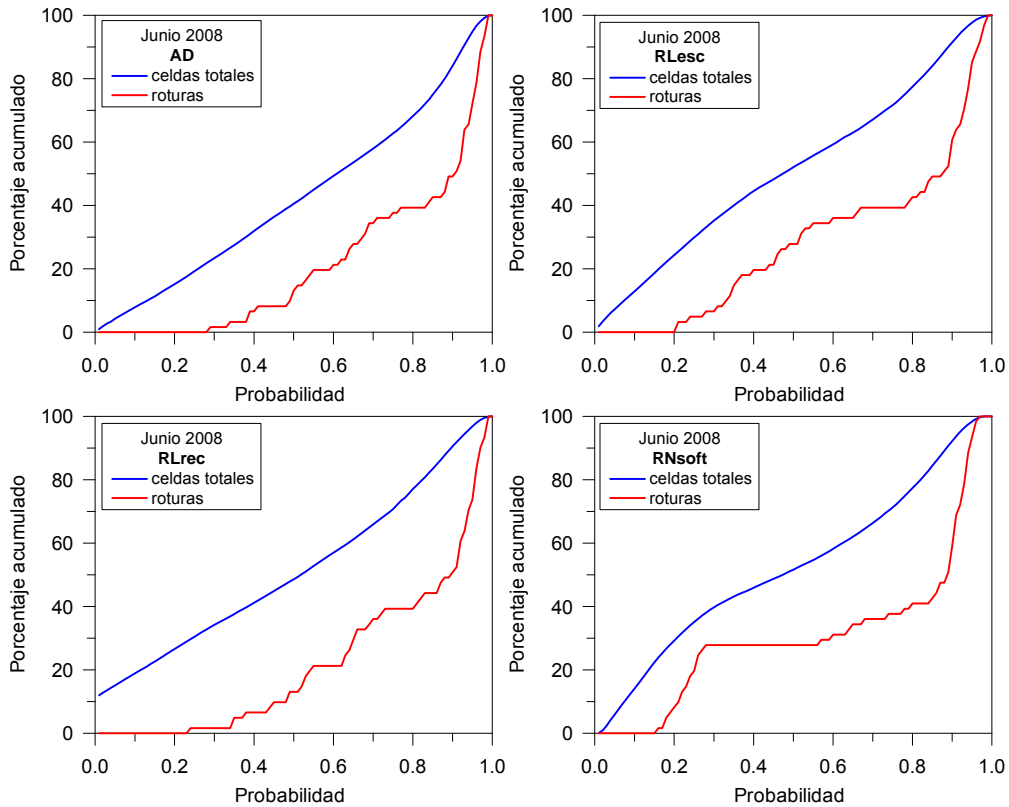 Junio 2008
AD
celdas totales
roturas
Porcentaje acumulado
100
80
60
40
20
0
0.0 0.2 0.4 0.6 0.8 1.0
Probabilidad
Junio 2008
RLesc
celdas totales
roturas
Porcentaje acumulado
100
80
60
40
20
0
0.0 0.2 0.4 0.6 0.8 1.0
Probabilidad
Junio 2008
RLrec
celdas totales
roturas
Porcentaje acumulado
100
80
60
40
20
0
0.0 0.2 0.4 0.6 0.8 1.0
Probabilidad
Junio 2008
RNsoft
celdas totales
roturas
Porcentaje acumulado
100
80
60
40
20
0
0.0 0.2 0.4 0.6 0.8 1.0
Probabilidad